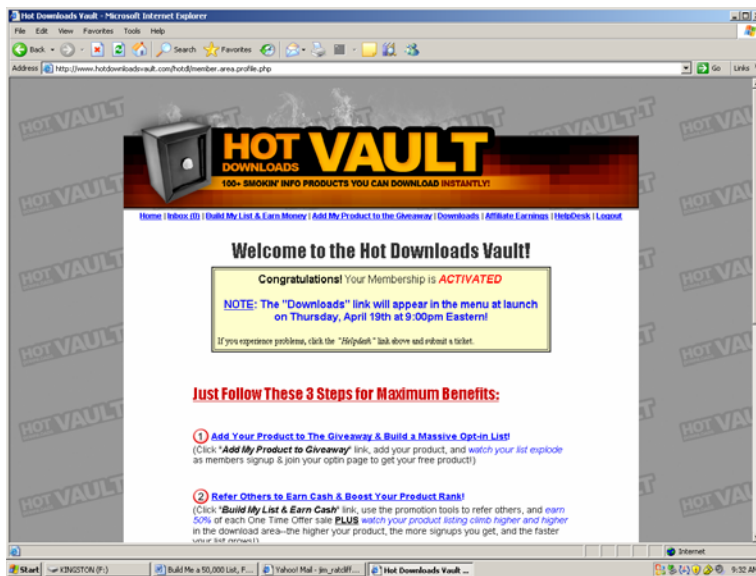 Hot Downloads Vault - Microsoft Internet Explorer
File Edit View Favorites Tools Help
Back Search Favorites
Address http://www.hotdownloadsvault.com/hotdl/member.area.profile.php Go Links
HOT VAULT
DOWNLOADS
100+ SMOKIN' INFO PRODUCTS YOU CAN DOWNLOAD INSTANTLY!
Home | Inbox (0) | Build My List & Earn Money | Add My Product to the Giveaway | Downloads | Affiliate Earnings | HelpDesk | Logout
Welcome to the Hot Downloads Vault!
Congratulations! Your Membership is ACTIVATED
NOTE: The "Downloads" link will appear in the menu at launch
on Thursday, April 19th at 9:00pm Eastern!
If you experience problems, click the "Helpdesk" link above and submit a ticket.
Just Follow These 3 Steps for Maximum Benefits:
1 Add Your Product to The Giveaway & Build a Massive Opt-in List!
(Click "Add My Product to Giveaway" link, add your product, and watch your list explode
as members signup & join your optin page to get your free product!)
2 Refer Others to Earn Cash & Boost Your Product Rank!
(Click "Build My List & Earn Cash" link, use the promotion tools to refer others, and earn
50% of each One Time Offer sale PLUS watch your product listing climb higher and higher
in the download area--the higher your product, the more signups you get, and the faster
your list grows!)
Internet
Start KINGSTON (F:) Build Me a 50,000 List, F... Yahoo! Mail - jim_ratcliff... Hot Downloads Vault ... 9:32 AM